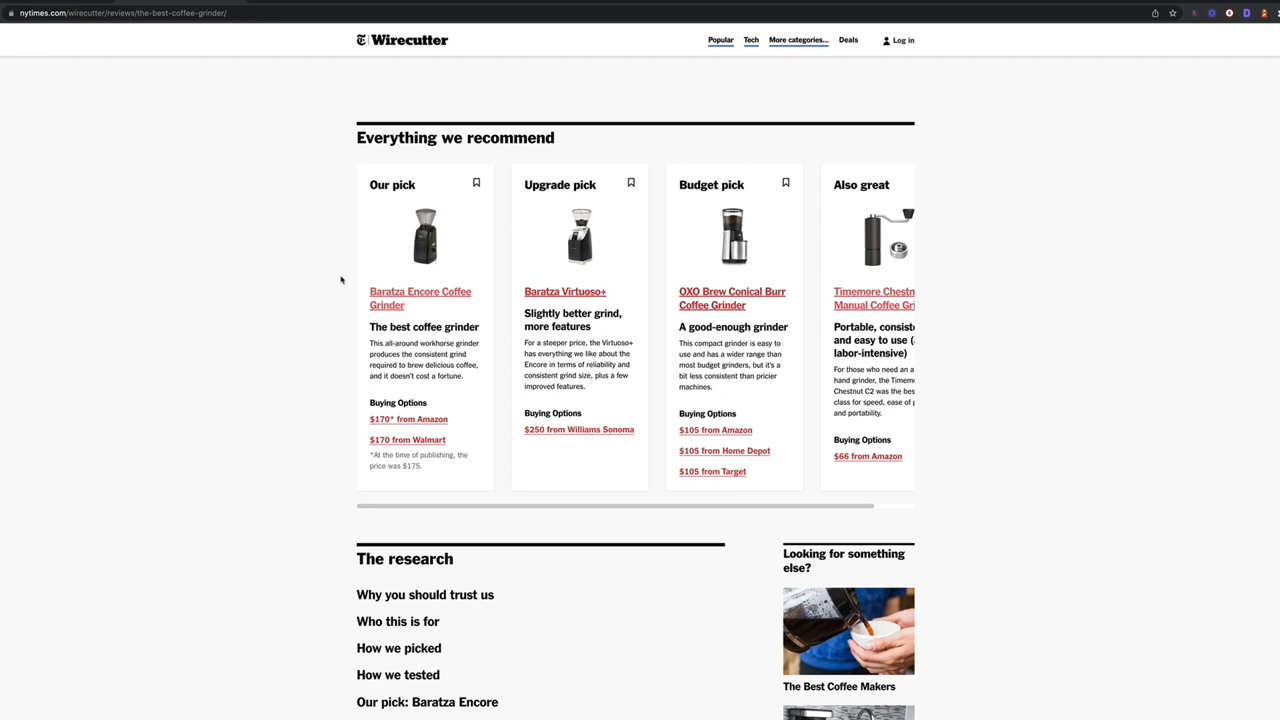 nytimes.com/wirecutter/reviews/the-best-coffee-grinder/
Wirecutter
Popular
Tech
More categories...
Deals
Log in
Everything we recommend
Our pick
Baratza Encore Coffee
Grinder
The best coffee grinder
This all-around workhorse grinder
produces the consistent grind
required to brew delicious coffee,
and it doesn't cost a fortune.
Buying Options
$170* from Amazon
$170 from Walmart
*At the time of publishing, the
price was $175.
Upgrade pick
Baratza Virtuoso+
Slightly better grind,
more features
For a steeper price, the Virtuoso+
has everything we like about the
Encore in terms of reliability and
consistent grind size, plus a few
improved features.
Buying Options
$250 from Williams Sonoma
Budget pick
OXO Brew Conical Burr
Coffee Grinder
A good-enough grinder
This compact grinder is easy to
use and has a wider range than
most budget grinders, but it's a
bit less consistent than pricier
machines.
Buying Options
$105 from Amazon
$105 from Home Depot
$105 from Target
Also great
Timemore Chestn
Manual Coffee Gri
Portable, consiste
and easy to use (
labor-intensive)
For those who need an a
hand grinder, the Timem
Chestnut C2 was the bes
class for speed, ease of g
and portability.
Buying Options
$66 from Amazon
The research
Why you should trust us
Who this is for
How we picked
How we tested
Our pick: Baratza Encore
Looking for something
else?
The Best Coffee Makers